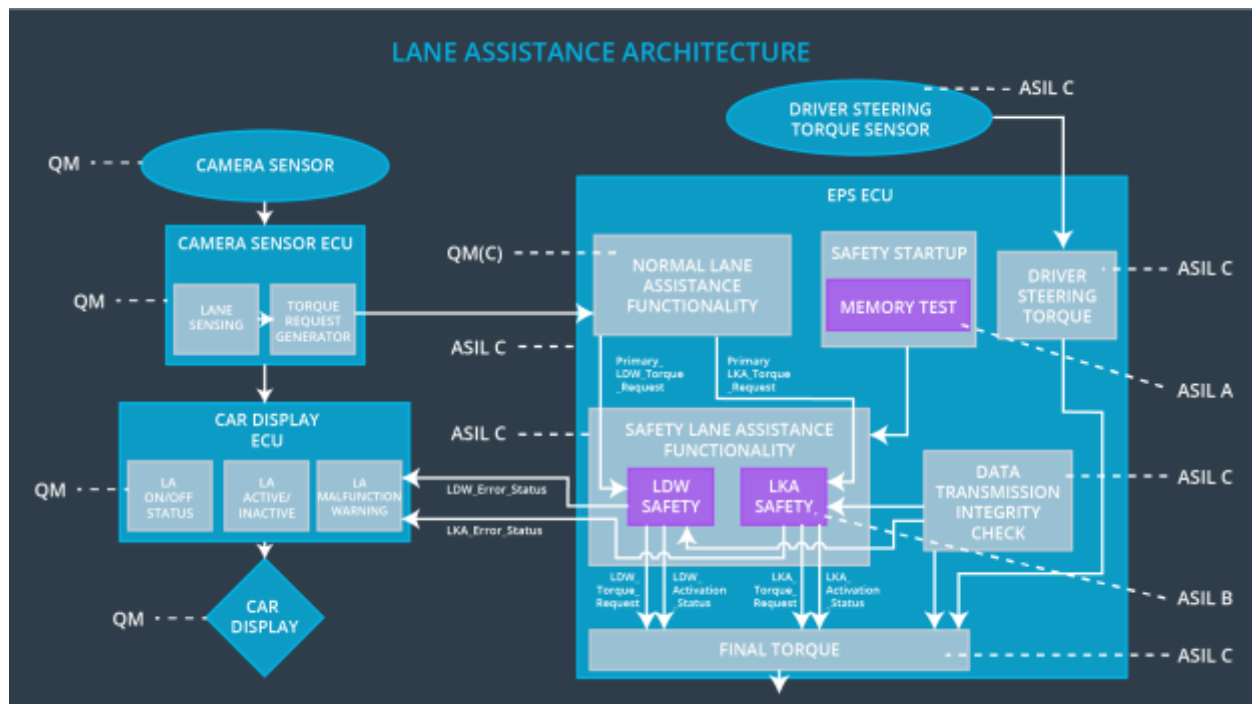 LANE ASSISTANCE ARCHITECTURE
ASIL C
DRIVER STEERING
TORQUE SENSOR
QM
CAMERA SENSOR
EPS ECU
CAMERA SENSOR ECU
QM
LANE
SENSING
TORQUE
REQUEST
GENERATOR
QM(C)
NORMAL LANE
ASSISTANCE
FUNCTIONALITY
SAFETY STARTUP
MEMORY TEST
DRIVER
STEERING
TORQUE
ASIL C
ASIL C
ASIL A
Primary_
LDW_Torque
_Request
Primary
LKA_Torque
_Request
CAR DISPLAY
ECU
QM
LA
ON/OFF
STATUS
LA
ACTIVE/
INACTIVE
LA
MALFUNCTION
WARNING
ASIL C
SAFETY LANE ASSISTANCE
FUNCTIONALITY
LDW
SAFETY
LKA
SAFETY
DATA
TRANSMISSION
INTEGRITY
CHECK
ASIL C
LDW_Error_Status
LKA_Error_Status
LDW_
Torque_
Request
LDW_
Activation
_Status
LKA_
Torque_
Request
LKA_
Activation
_Status
ASIL B
QM
CAR
DISPLAY
FINAL TORQUE
ASIL C